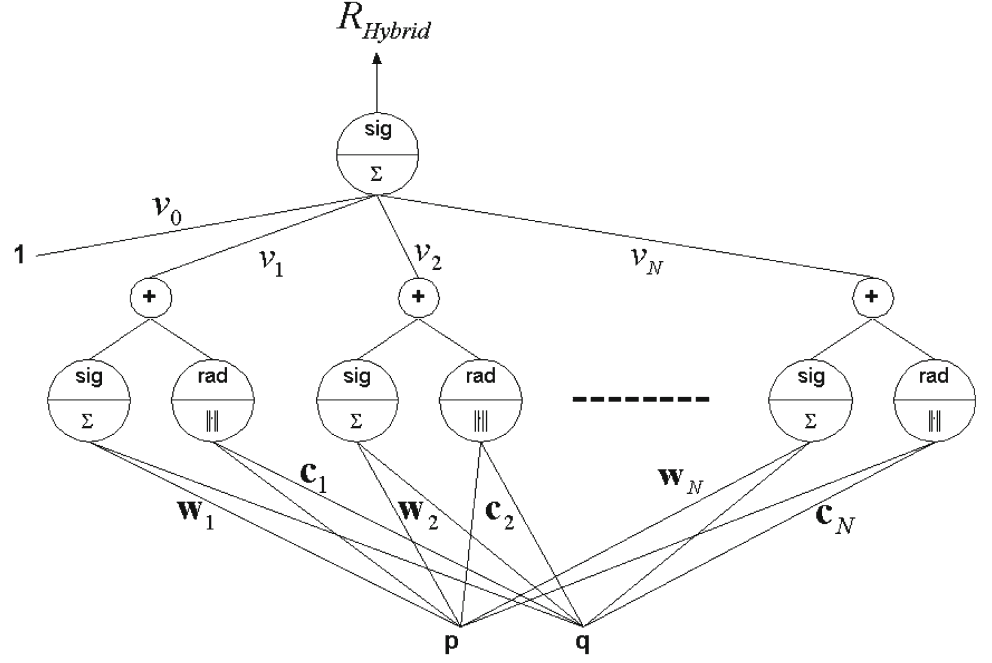 R_Hybrid
sig
Σ
v_0
1
v_1
v_2
v_N
+ + +
sig rad sig rad sig rad
Σ ||·|| Σ ||·|| Σ ||·||
c_1 w_N
w_1 w_2 c_2 c_N
p q